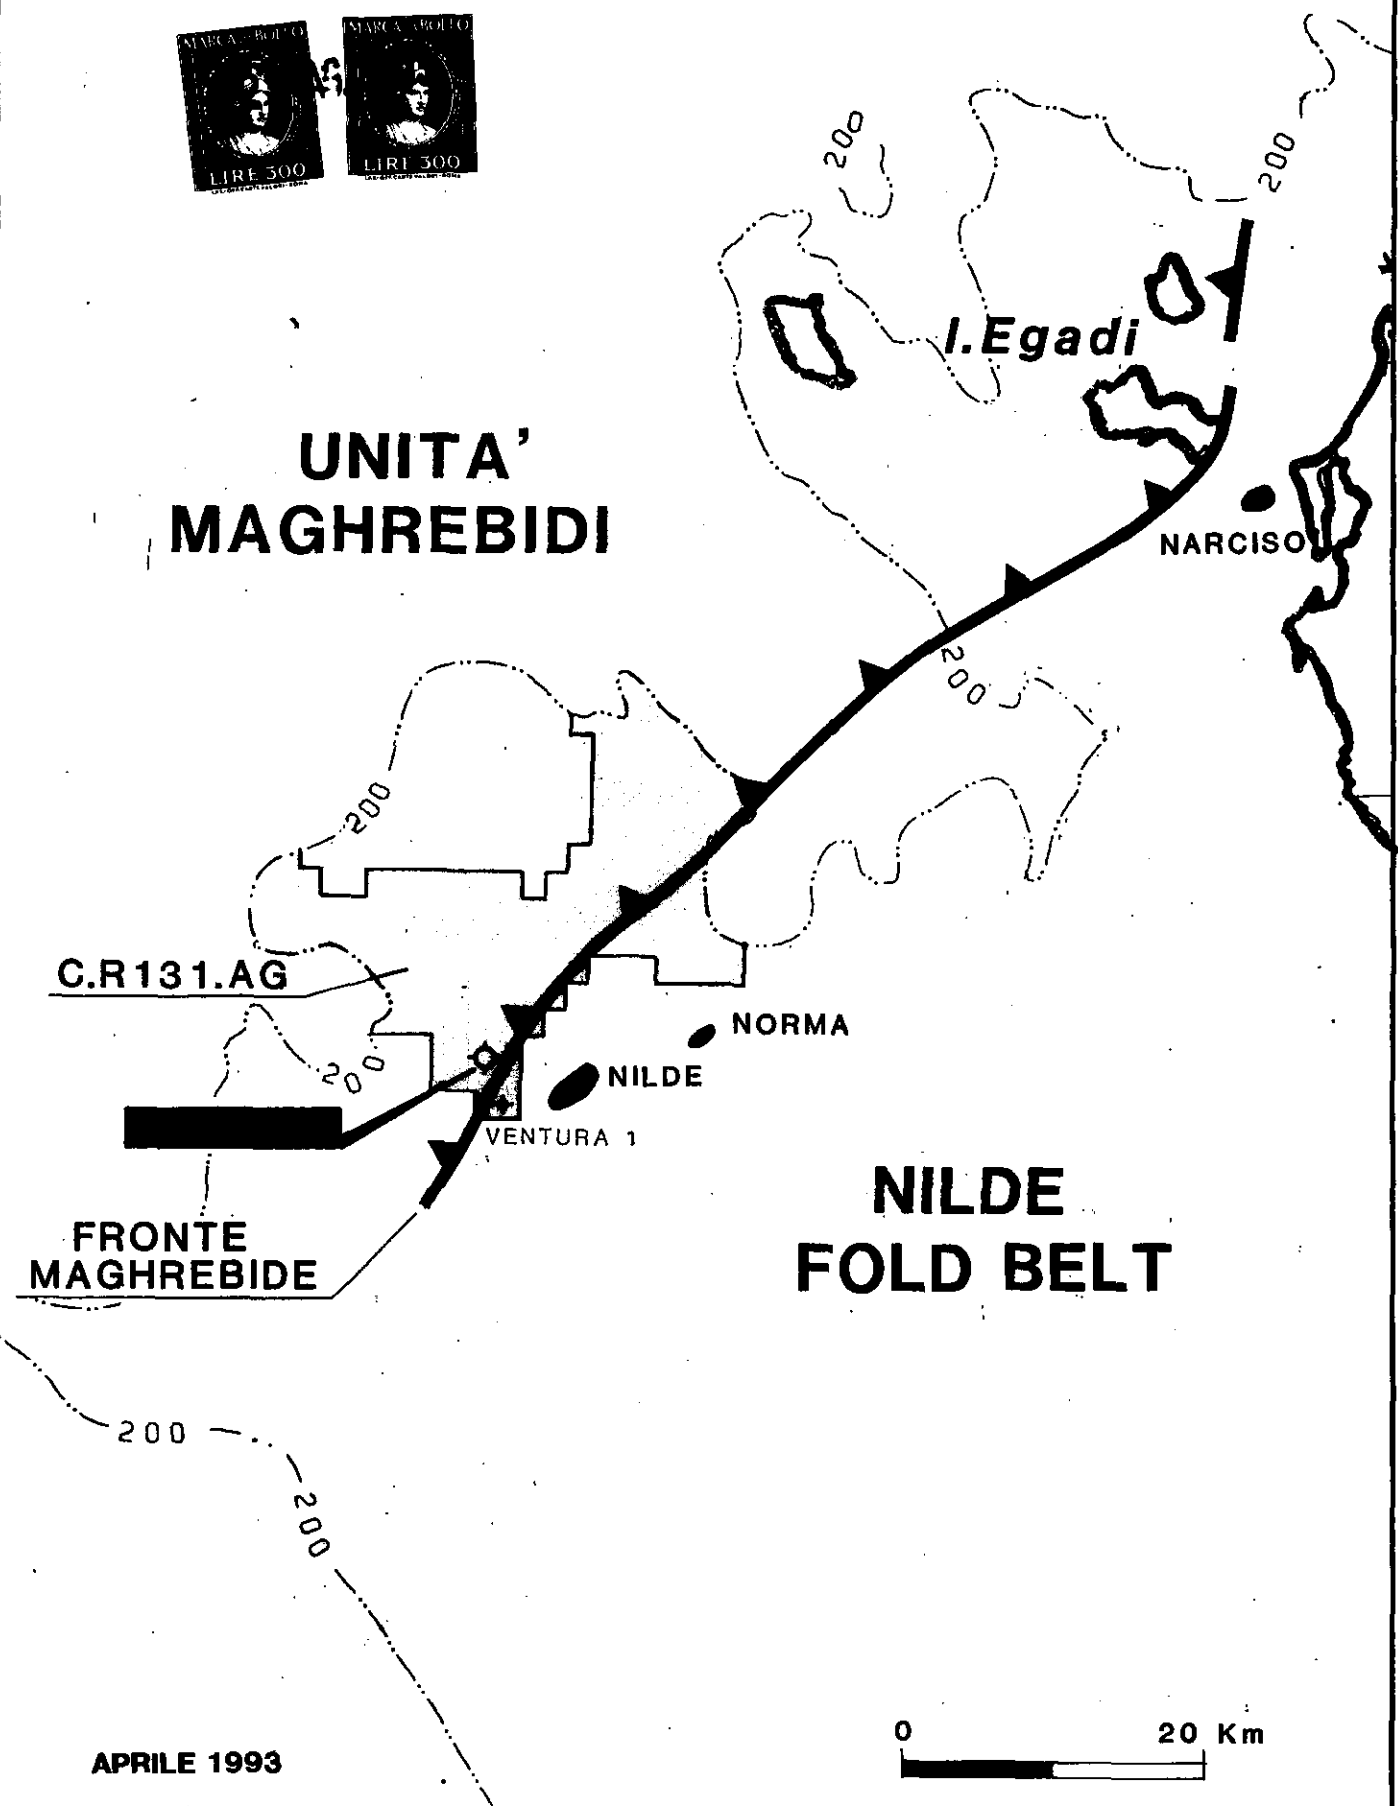 MARCA DA BOLLO
MARCA DA BOLLO
LIRE 300
LIRE 300
200
200
I.Egadi
UNITA'
MAGHREBIDI
NARCISO
200
200
C.R131.AG
NORMA
200
NILDE
VENTURA 1
NILDE
FOLD BELT
FRONTE
MAGHREBIDE
200
200
0 20 Km
APRILE 1993